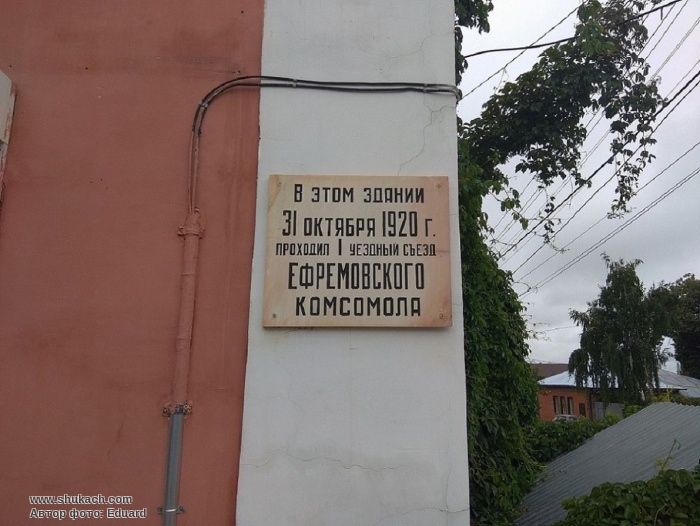 В ЭТОМ ЗДАНИИ
31 ОКТЯБРЯ 1920 Г.
ПРОХОДИЛ I УЕЗДНЫЙ СЪЕЗД
ЕФРЕМОВСКОГО
КОМСОМОЛА
www.shukach.com
Автор фото: Eduard